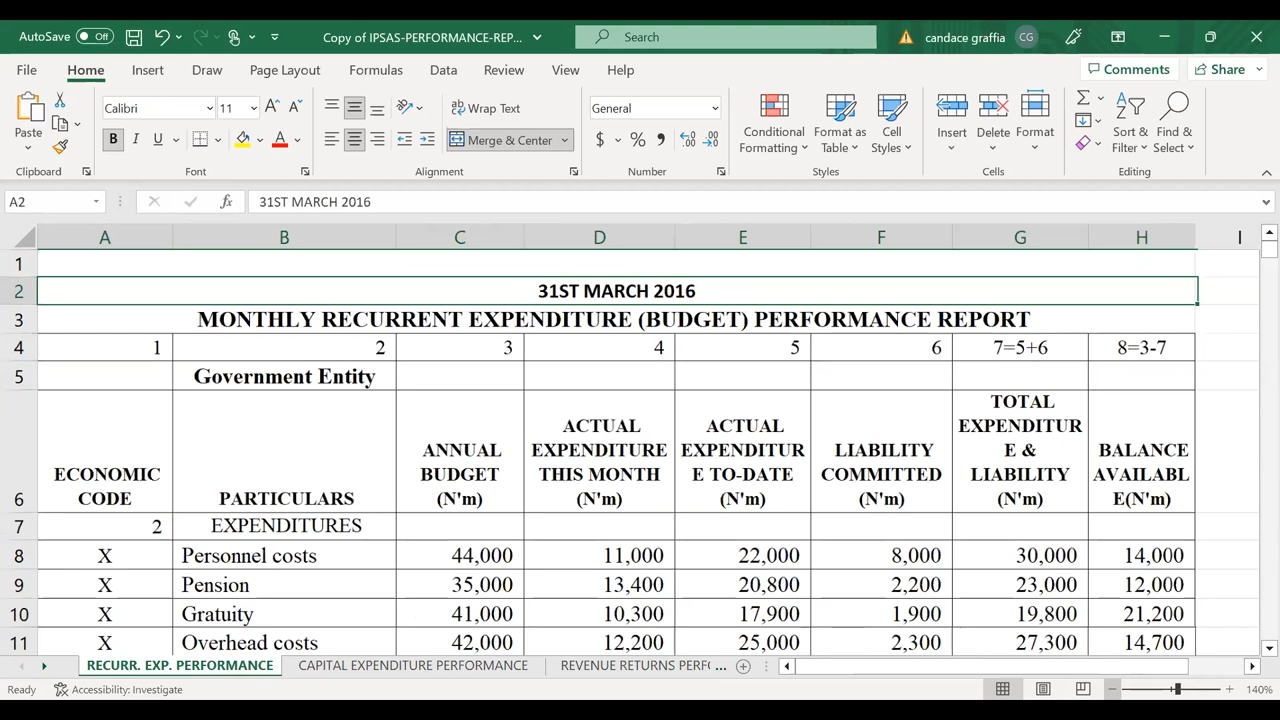 AutoSave Off Copy of IPSAS-PERFORMANCE-REP... Search candace graffia CG
File Home Insert Draw Page Layout Formulas Data Review View Help Comments Share
Paste Calibri 11 A A Wrap Text General Conditional Formatting Format as Table Cell Styles Insert Delete Format Sort & Filter Find & Select
B I U A Merge & Center $ % ,
Clipboard Font Alignment Number Styles Cells Editing
A2 fx 31ST MARCH 2016
A B C D E F G H I
1
2 31ST MARCH 2016
3 MONTHLY RECURRENT EXPENDITURE (BUDGET) PERFORMANCE REPORT
4 1 2 3 4 5 6 7=5+6 8=3-7
5 Government Entity
6 ECONOMIC CODE PARTICULARS ANNUAL BUDGET (N'm) ACTUAL EXPENDITURE THIS MONTH (N'm) ACTUAL EXPENDITUR E TO-DATE (N'm) LIABILITY COMMITTED (N'm) TOTAL EXPENDITUR E & LIABILITY (N'm) BALANCE AVAILABL E(N'm)
7 2 EXPENDITURES
8 X Personnel costs 44,000 11,000 22,000 8,000 30,000 14,000
9 X Pension 35,000 13,400 20,800 2,200 23,000 12,000
10 X Gratuity 41,000 10,300 17,900 1,900 19,800 21,200
11 X Overhead costs 42,000 12,200 25,000 2,300 27,300 14,700
RECURR. EXP. PERFORMANCE CAPITAL EXPENDITURE PERFORMANCE REVENUE RETURNS PERF ...
Ready Accessibility: Investigate 140%